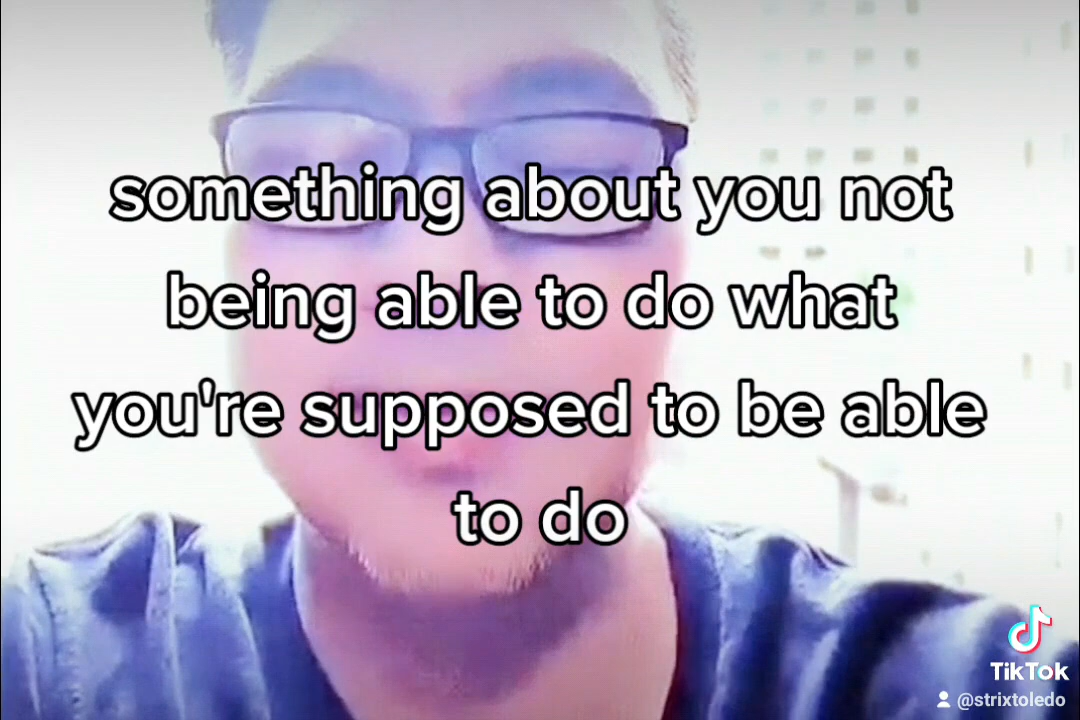 something about you not
being able to do what
you're supposed to be able
to do
TikTok
@strixtoledo